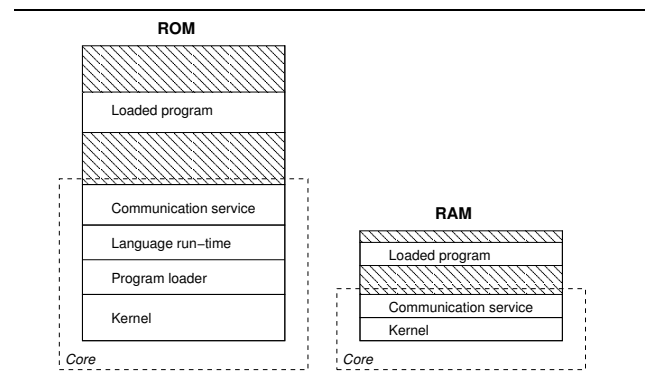 ROM
Loaded program
Communication service
Language run−time
Program loader
Kernel
Core
RAM
Loaded program
Communication service
Kernel
Core